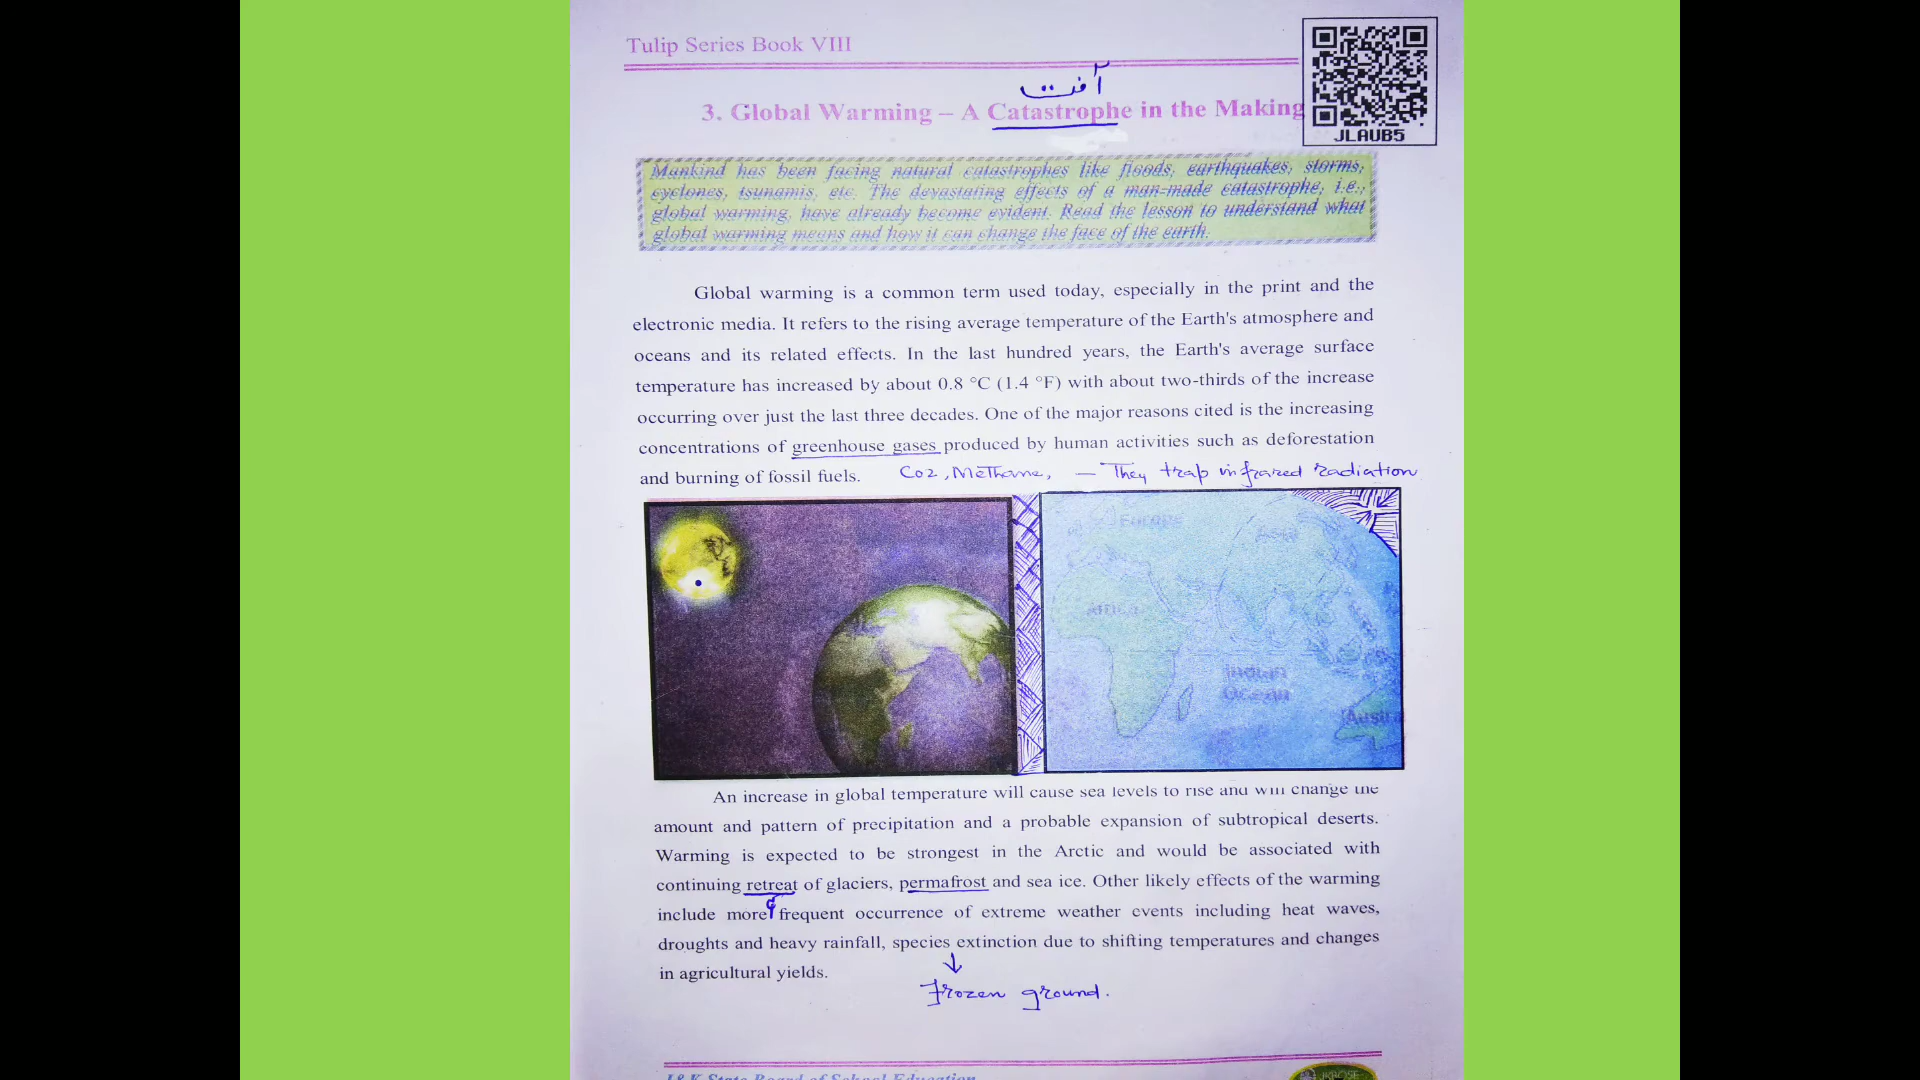 Tulip Series Book VIII
آفت
3. Global Warming – A Catastrophe in the Making
JLAUB5
Mankind has been facing natural catastrophes like floods, earthquakes, storms,
cyclones, tsunamis, etc. The devastating effects of a man-made catastrophe, i.e.,
global warming, have already become evident. Read the lesson to understand what
global warming means and how it can change the face of the earth.
Global warming is a common term used today, especially in the print and the
electronic media. It refers to the rising average temperature of the Earth's atmosphere and
oceans and its related effects. In the last hundred years, the Earth's average surface
temperature has increased by about 0.8 °C (1.4 °F) with about two-thirds of the increase
occurring over just the last three decades. One of the major reasons cited is the increasing
concentrations of greenhouse gases produced by human activities such as deforestation
and burning of fossil fuels. Co2, Methane, — They trap infrared radiation
Europe
Asia
Africa
Indian
Ocean
Austra
An increase in global temperature will cause sea levels to rise and will change the
amount and pattern of precipitation and a probable expansion of subtropical deserts.
Warming is expected to be strongest in the Arctic and would be associated with
continuing retreat of glaciers, permafrost and sea ice. Other likely effects of the warming
include more frequent occurrence of extreme weather events including heat waves,
droughts and heavy rainfall, species extinction due to shifting temperatures and changes
in agricultural yields.
Frozen ground.
J&K State Board of School Education
JKBOSE